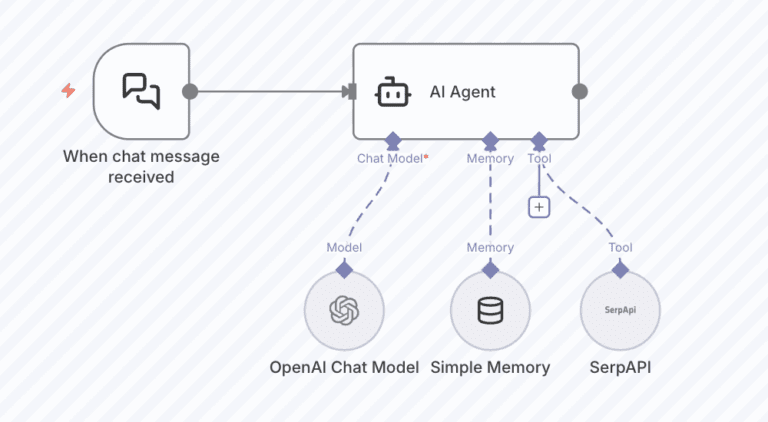 AI Agent
When chat message
received
Chat Model*
Memory
Tool
+
Model
Memory
Tool
SerpApi
OpenAI Chat Model
Simple Memory
SerpAPI